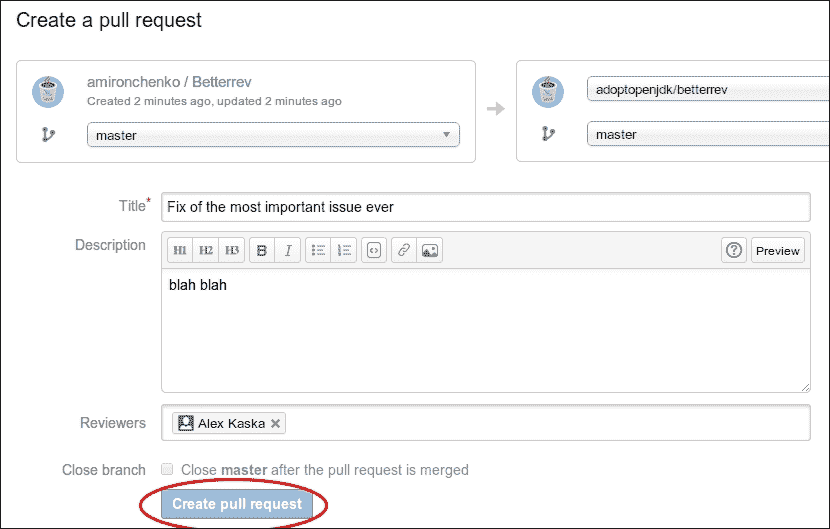 Create a pull request
amironchenko / Betterrev
Created 2 minutes ago, updated 2 minutes ago
master
adoptopenjdk/betterrev
master
Title*
Fix of the most important issue ever
Description
H1 H2 H3 B I
Preview
blah blah
Reviewers
Alex Kaska
Close branch
Close master after the pull request is merged
Create pull request